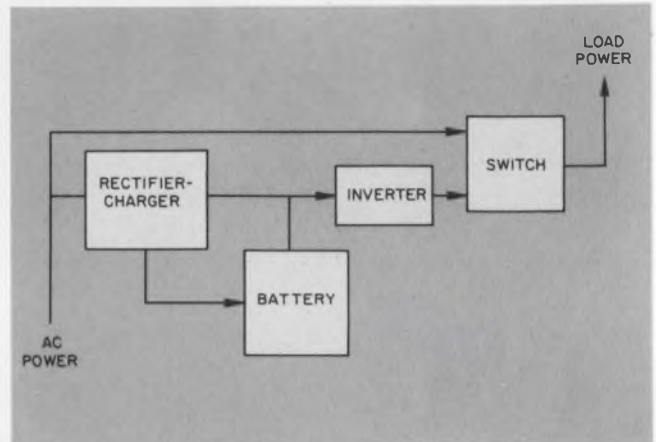 LOAD
POWER
SWITCH
RECTIFIER-
CHARGER
INVERTER
BATTERY
AC
POWER